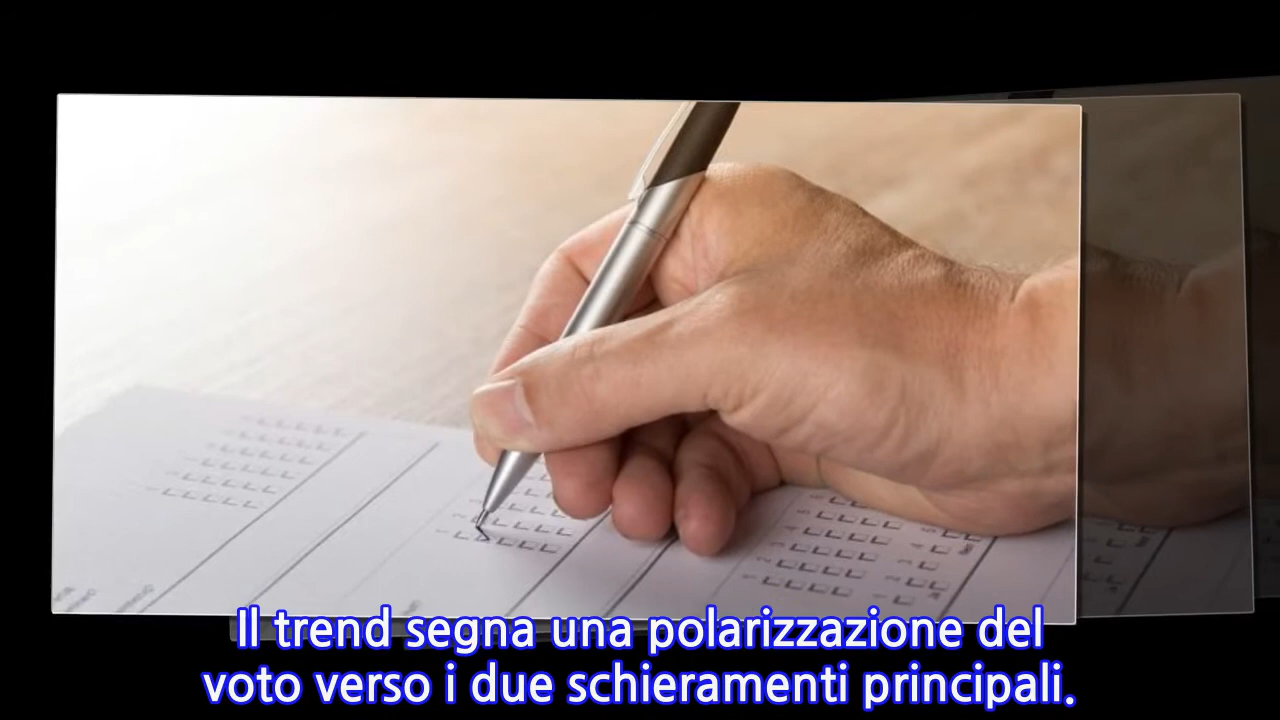 Il trend segna una polarizzazione del
voto verso i due schieramenti principali.